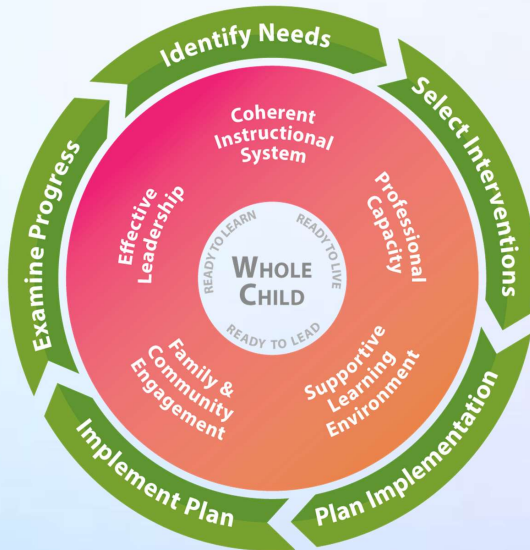 Identify Needs
Select Interventions
Plan Implementation
Implement Plan
Examine Progress
Coherent
Instructional
System
Professional
Capacity
Supportive
Learning
Environment
Family &
Community
Engagement
Effective
Leadership
READY TO LEARN
READY TO LIVE
READY TO LEAD
WHOLE
CHILD